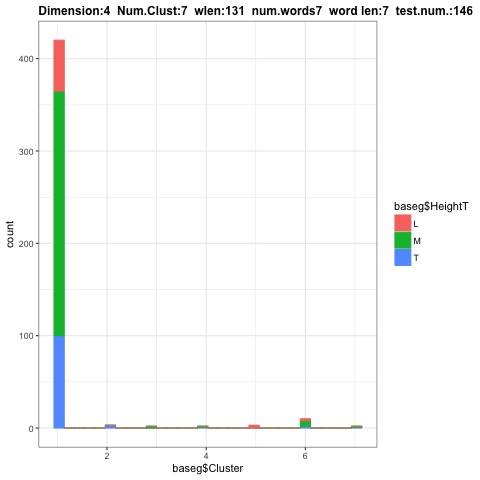 Dimension:4  Num.Clust:7  wlen:131  num.words7  word len:7  test.num.:146
400
300
200
100
0
count
2 4 6
baseg$Cluster
baseg$HeightT
L
M
T